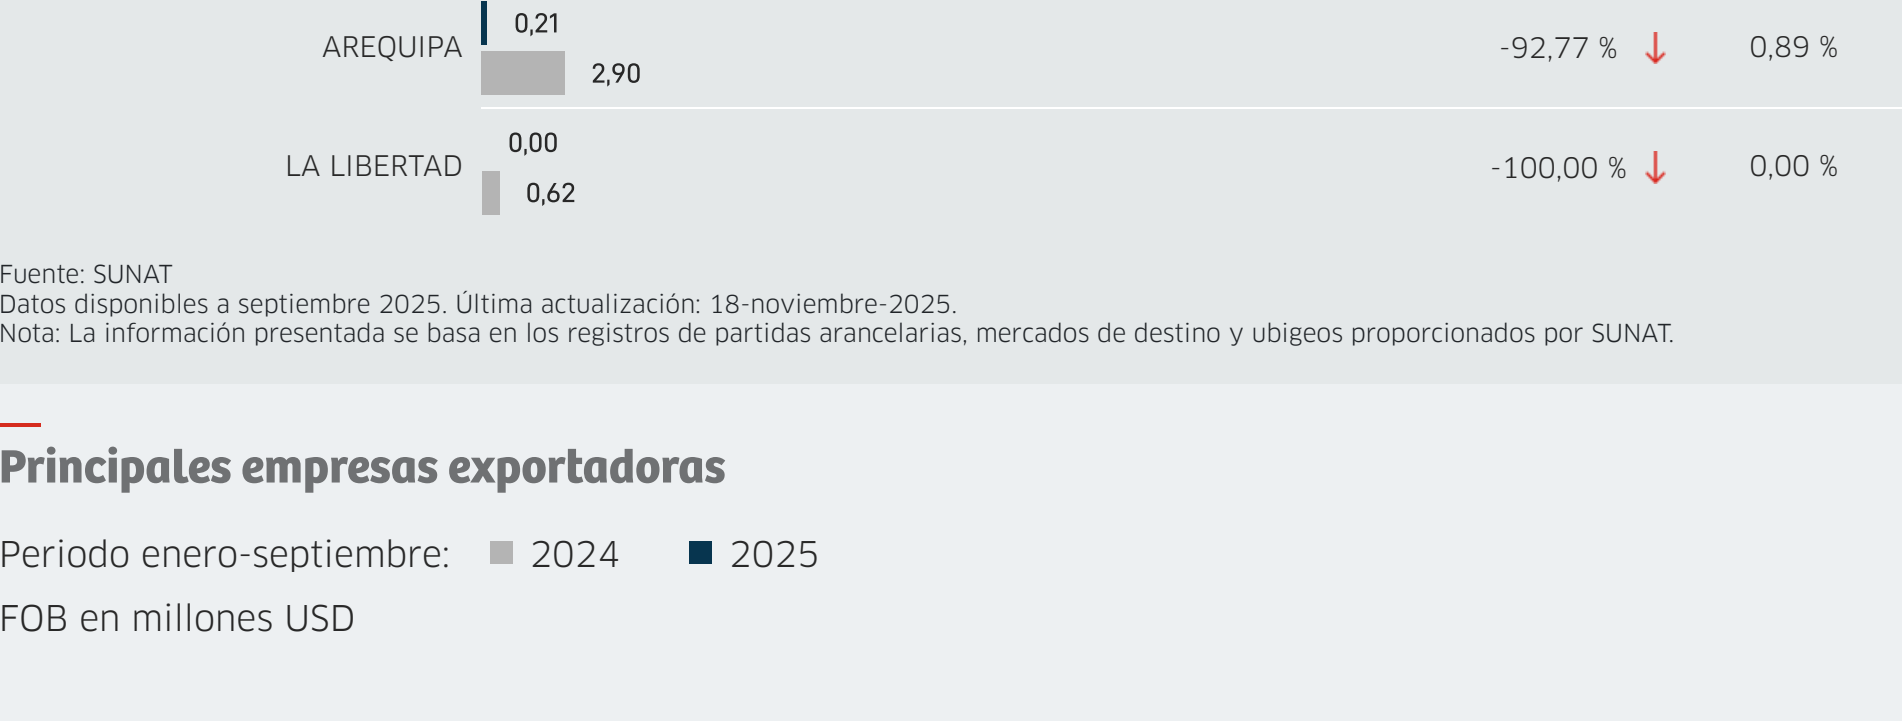 0,21
AREQUIPA
-92,77 %
0,89 %
2,90
0,00
LA LIBERTAD
-100,00 %
0,00 %
0,62
Fuente: SUNAT
Datos disponibles a septiembre 2025. Última actualización: 18-noviembre-2025.
Nota: La información presentada se basa en los registros de partidas arancelarias, mercados de destino y ubigeos proporcionados por SUNAT.
Principales empresas exportadoras
Periodo enero-septiembre: 2024 2025
FOB en millones USD